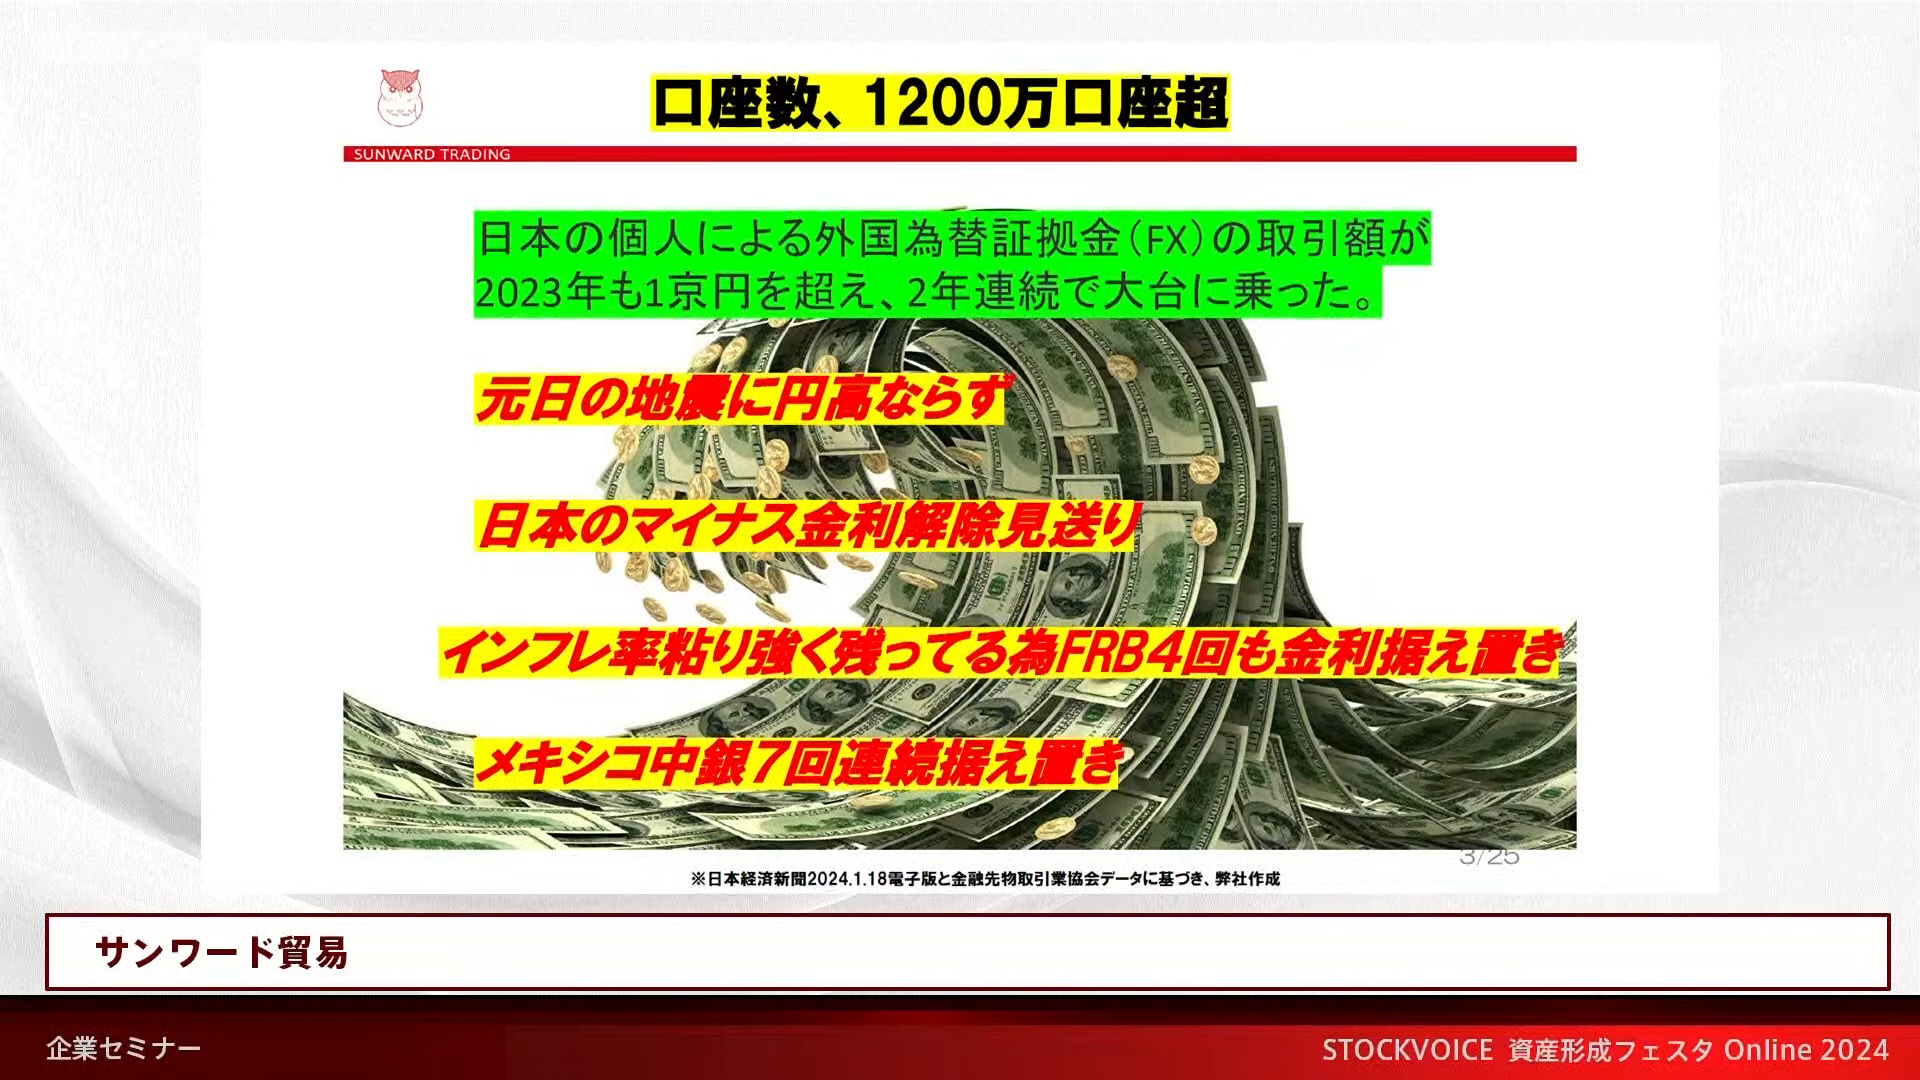 口座数、1200万口座超
SUNWARD TRADING
日本の個人による外国為替証拠金（FX）の取引額が
2023年も1京円を超え、2年連続で大台に乗った。
元日の地震に円高ならず
日本のマイナス金利解除見送り
インフレ率粘り強く残ってる為FRB４回も金利据え置き
メキシコ中銀７回連続据え置き
3/25
※日本経済新聞2024.1.18電子版と金融先物取引業協会データに基づき、弊社作成
サンワード貿易
企業セミナー
STOCKVOICE 資産形成フェスタ Online 2024